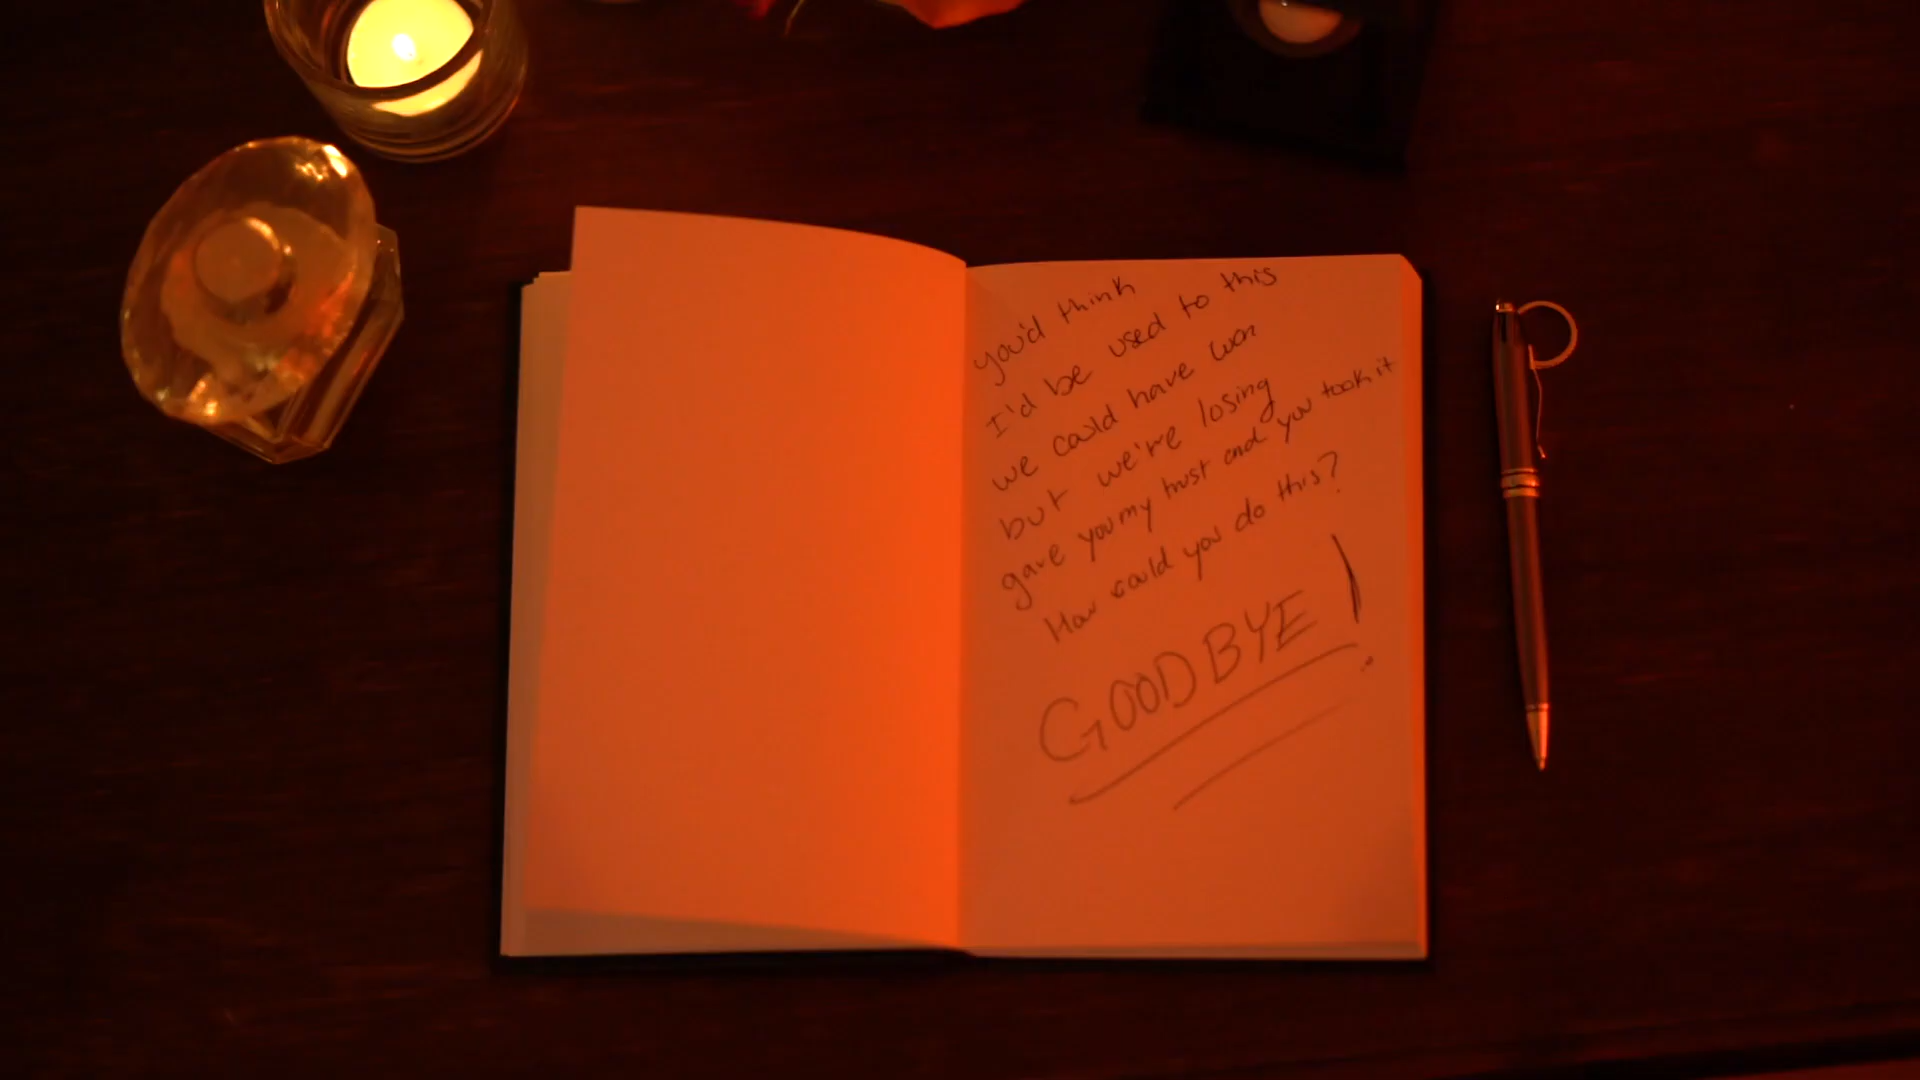 you'd think
I'd be used to this
we could have won
but we're losing
gave you my trust and you took it
How could you do this?
GOODBYE!